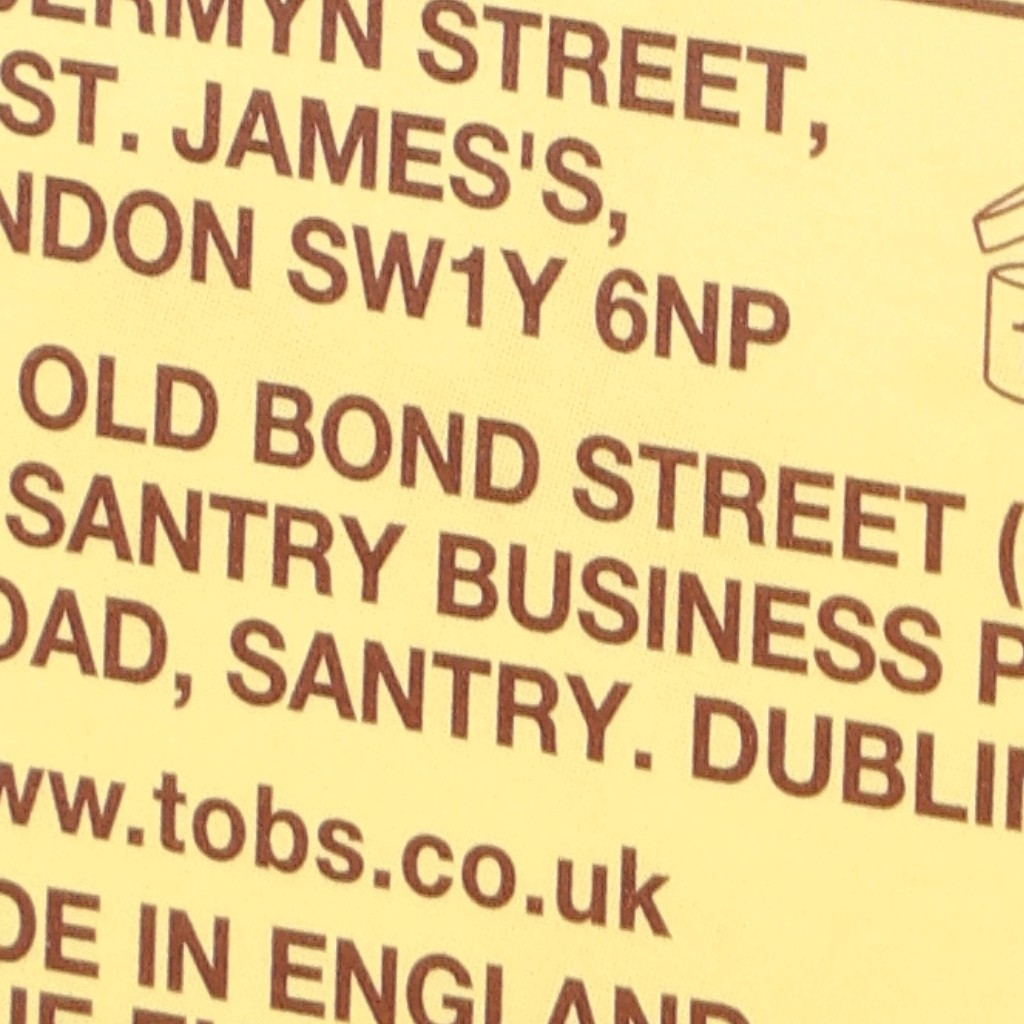 ERMYN STREET,
ST. JAMES'S,
NDON SW1Y 6NP
OLD BOND STREET (
SANTRY BUSINESS P
OAD, SANTRY. DUBLIN
ww.tobs.co.uk
DE IN ENGLAND